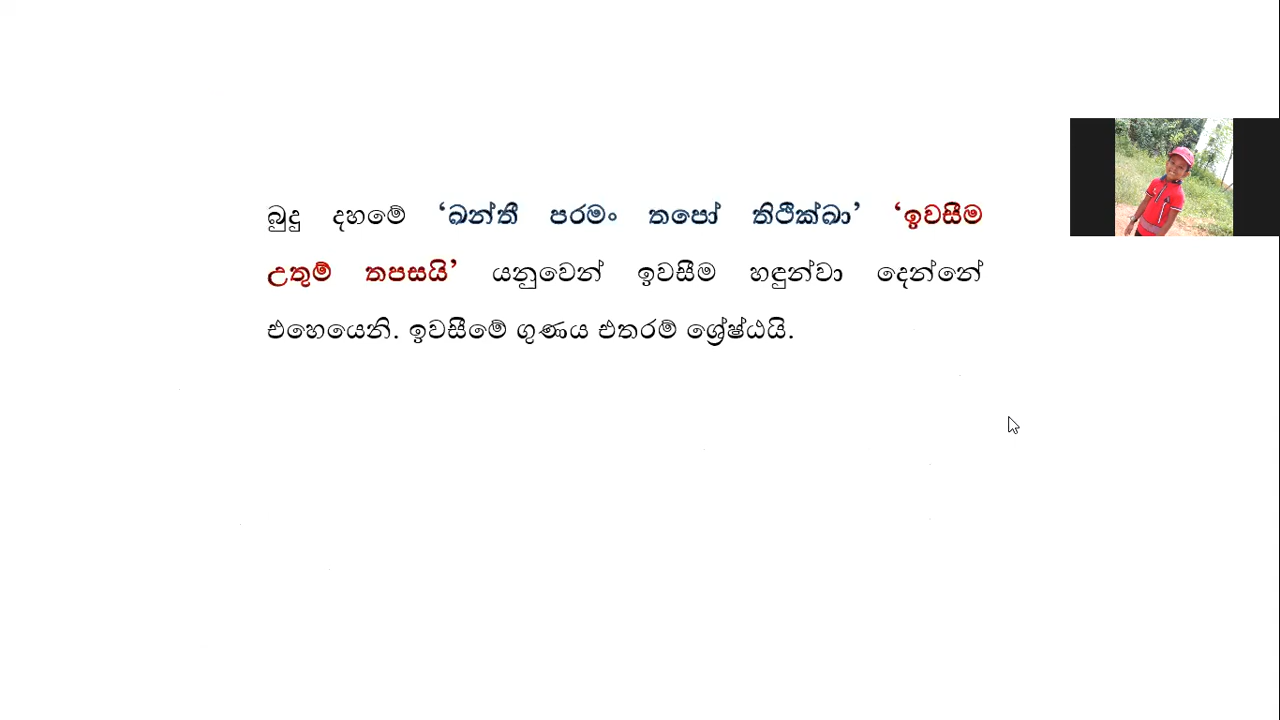 බුදු දහමේ ‘ඛන්තී පරමං තපෝ තිථික්ඛා’ ‘ඉවසීම
උතුම් තපසයි’ යනුවෙන් ඉවසීම හඳුන්වා දෙන්නේ
එහෙයෙනි. ඉවසීමේ ගුණය එතරම් ශ්‍රේෂ්ඨයි.